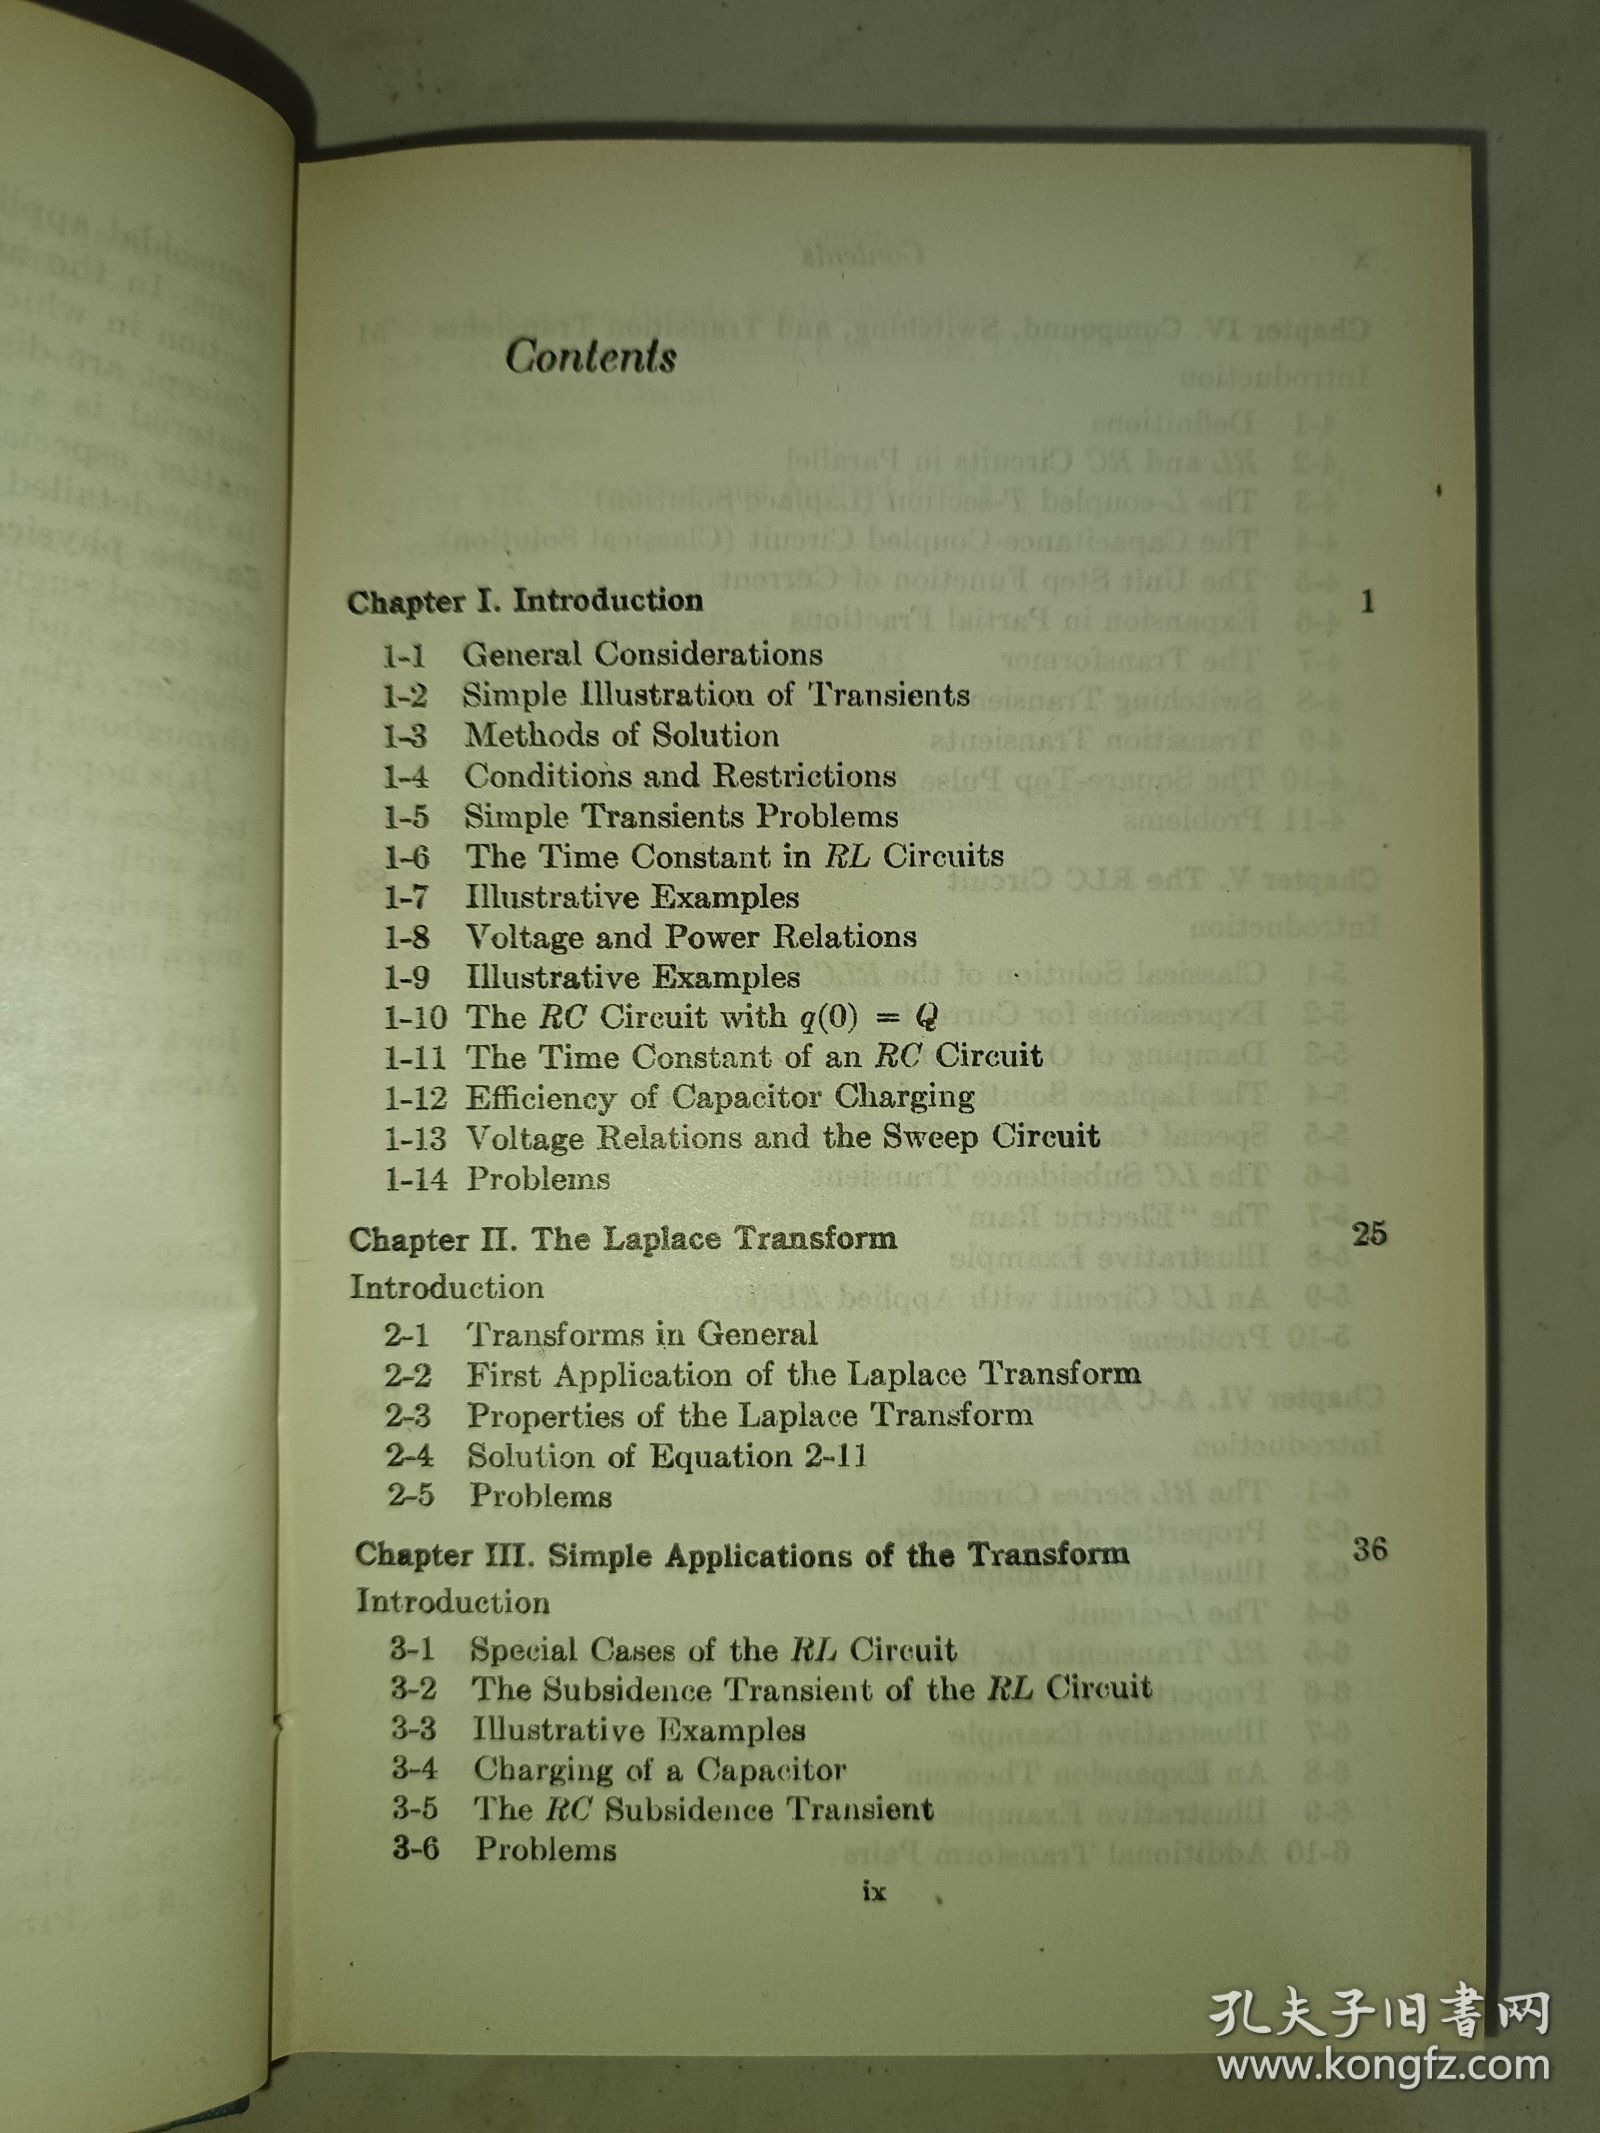 Contents
Chapter I. Introduction 1
1-1 General Considerations
1-2 Simple Illustration of Transients
1-3 Methods of Solution
1-4 Conditions and Restrictions
1-5 Simple Transients Problems
1-6 The Time Constant in RL Circuits
1-7 Illustrative Examples
1-8 Voltage and Power Relations
1-9 Illustrative Examples
1-10 The RC Circuit with q(0) = Q
1-11 The Time Constant of an RC Circuit
1-12 Efficiency of Capacitor Charging
1-13 Voltage Relations and the Sweep Circuit
1-14 Problems
Chapter II. The Laplace Transform 25
Introduction
2-1 Transforms in General
2-2 First Application of the Laplace Transform
2-3 Properties of the Laplace Transform
2-4 Solution of Equation 2-11
2-5 Problems
Chapter III. Simple Applications of the Transform 36
Introduction
3-1 Special Cases of the RL Circuit
3-2 The Subsidence Transient of the RL Circuit
3-3 Illustrative Examples
3-4 Charging of a Capacitor
3-5 The RC Subsidence Transient
3-6 Problems
ix
孔夫子旧书网
www.kongfz.com